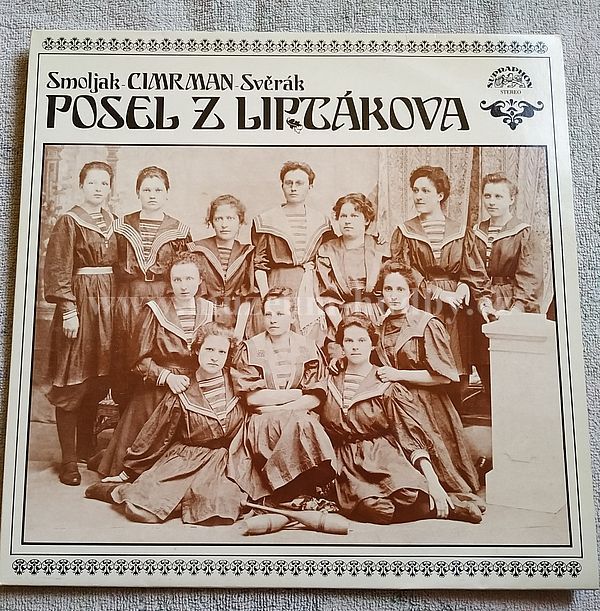 Smoljak-CIMRMAN-Svěrák
POSEL Z LIPTÁKOVA
SUPRAPHON
STEREO